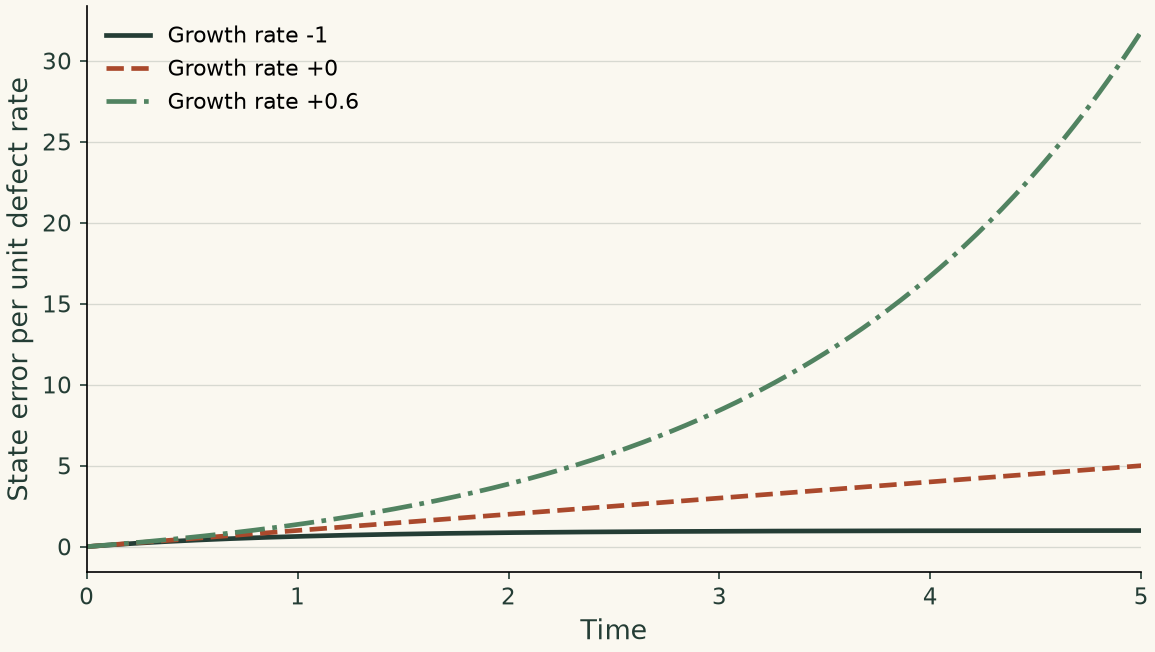 Growth rate -1
Growth rate +0
Growth rate +0.6
State error per unit defect rate
30
25
20
15
10
5
0
0 1 2 3 4 5
Time